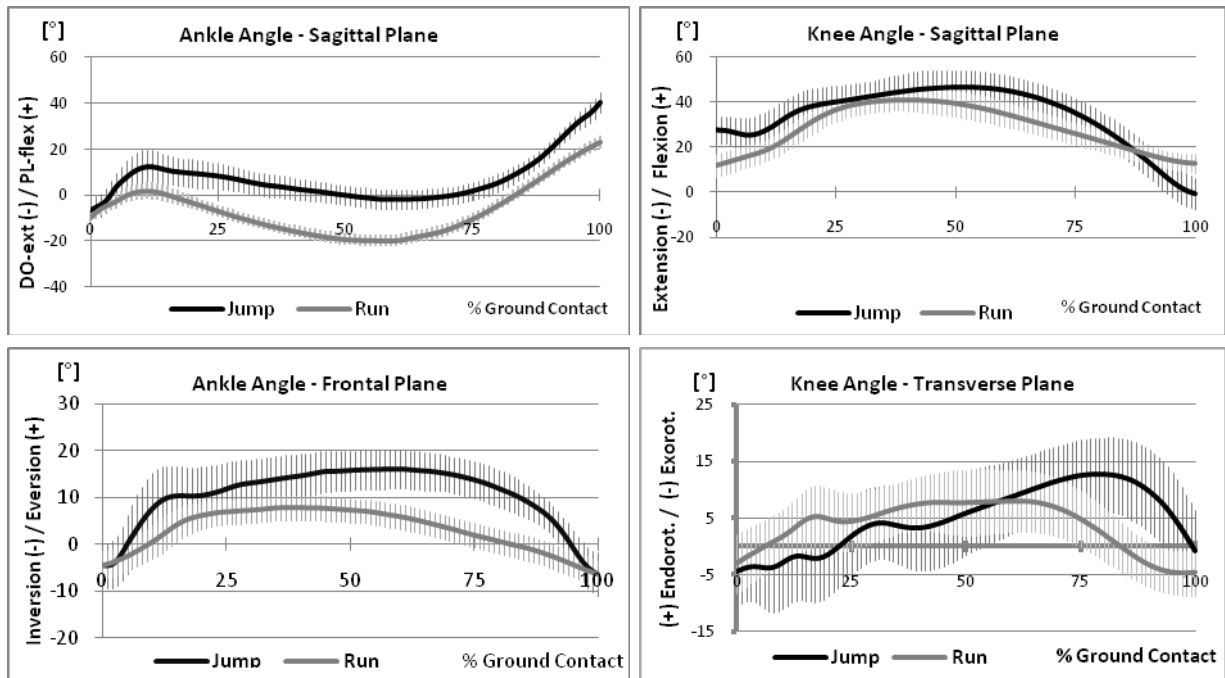 [°]
Ankle Angle - Sagittal Plane
DO-ext (-) / PL-flex (+)
60
40
20
0
-20
-40
0 25 50 75 100
Jump Run % Ground Contact
[°]
Knee Angle - Sagittal Plane
Extension (-) / Flexion (+)
60
40
20
0
-20
0 25 50 75 100
Jump Run % Ground Contact
[°]
Ankle Angle - Frontal Plane
Inversion (-) / Eversion (+)
30
20
10
0
-10
-20
0 25 50 75 100
Jump Run % Ground Contact
[°]
Knee Angle - Transverse Plane
(+) Endorot. / (-) Exorot.
25
15
5
-5
-15
0 25 50 75 100
Jump Run % Ground Contact